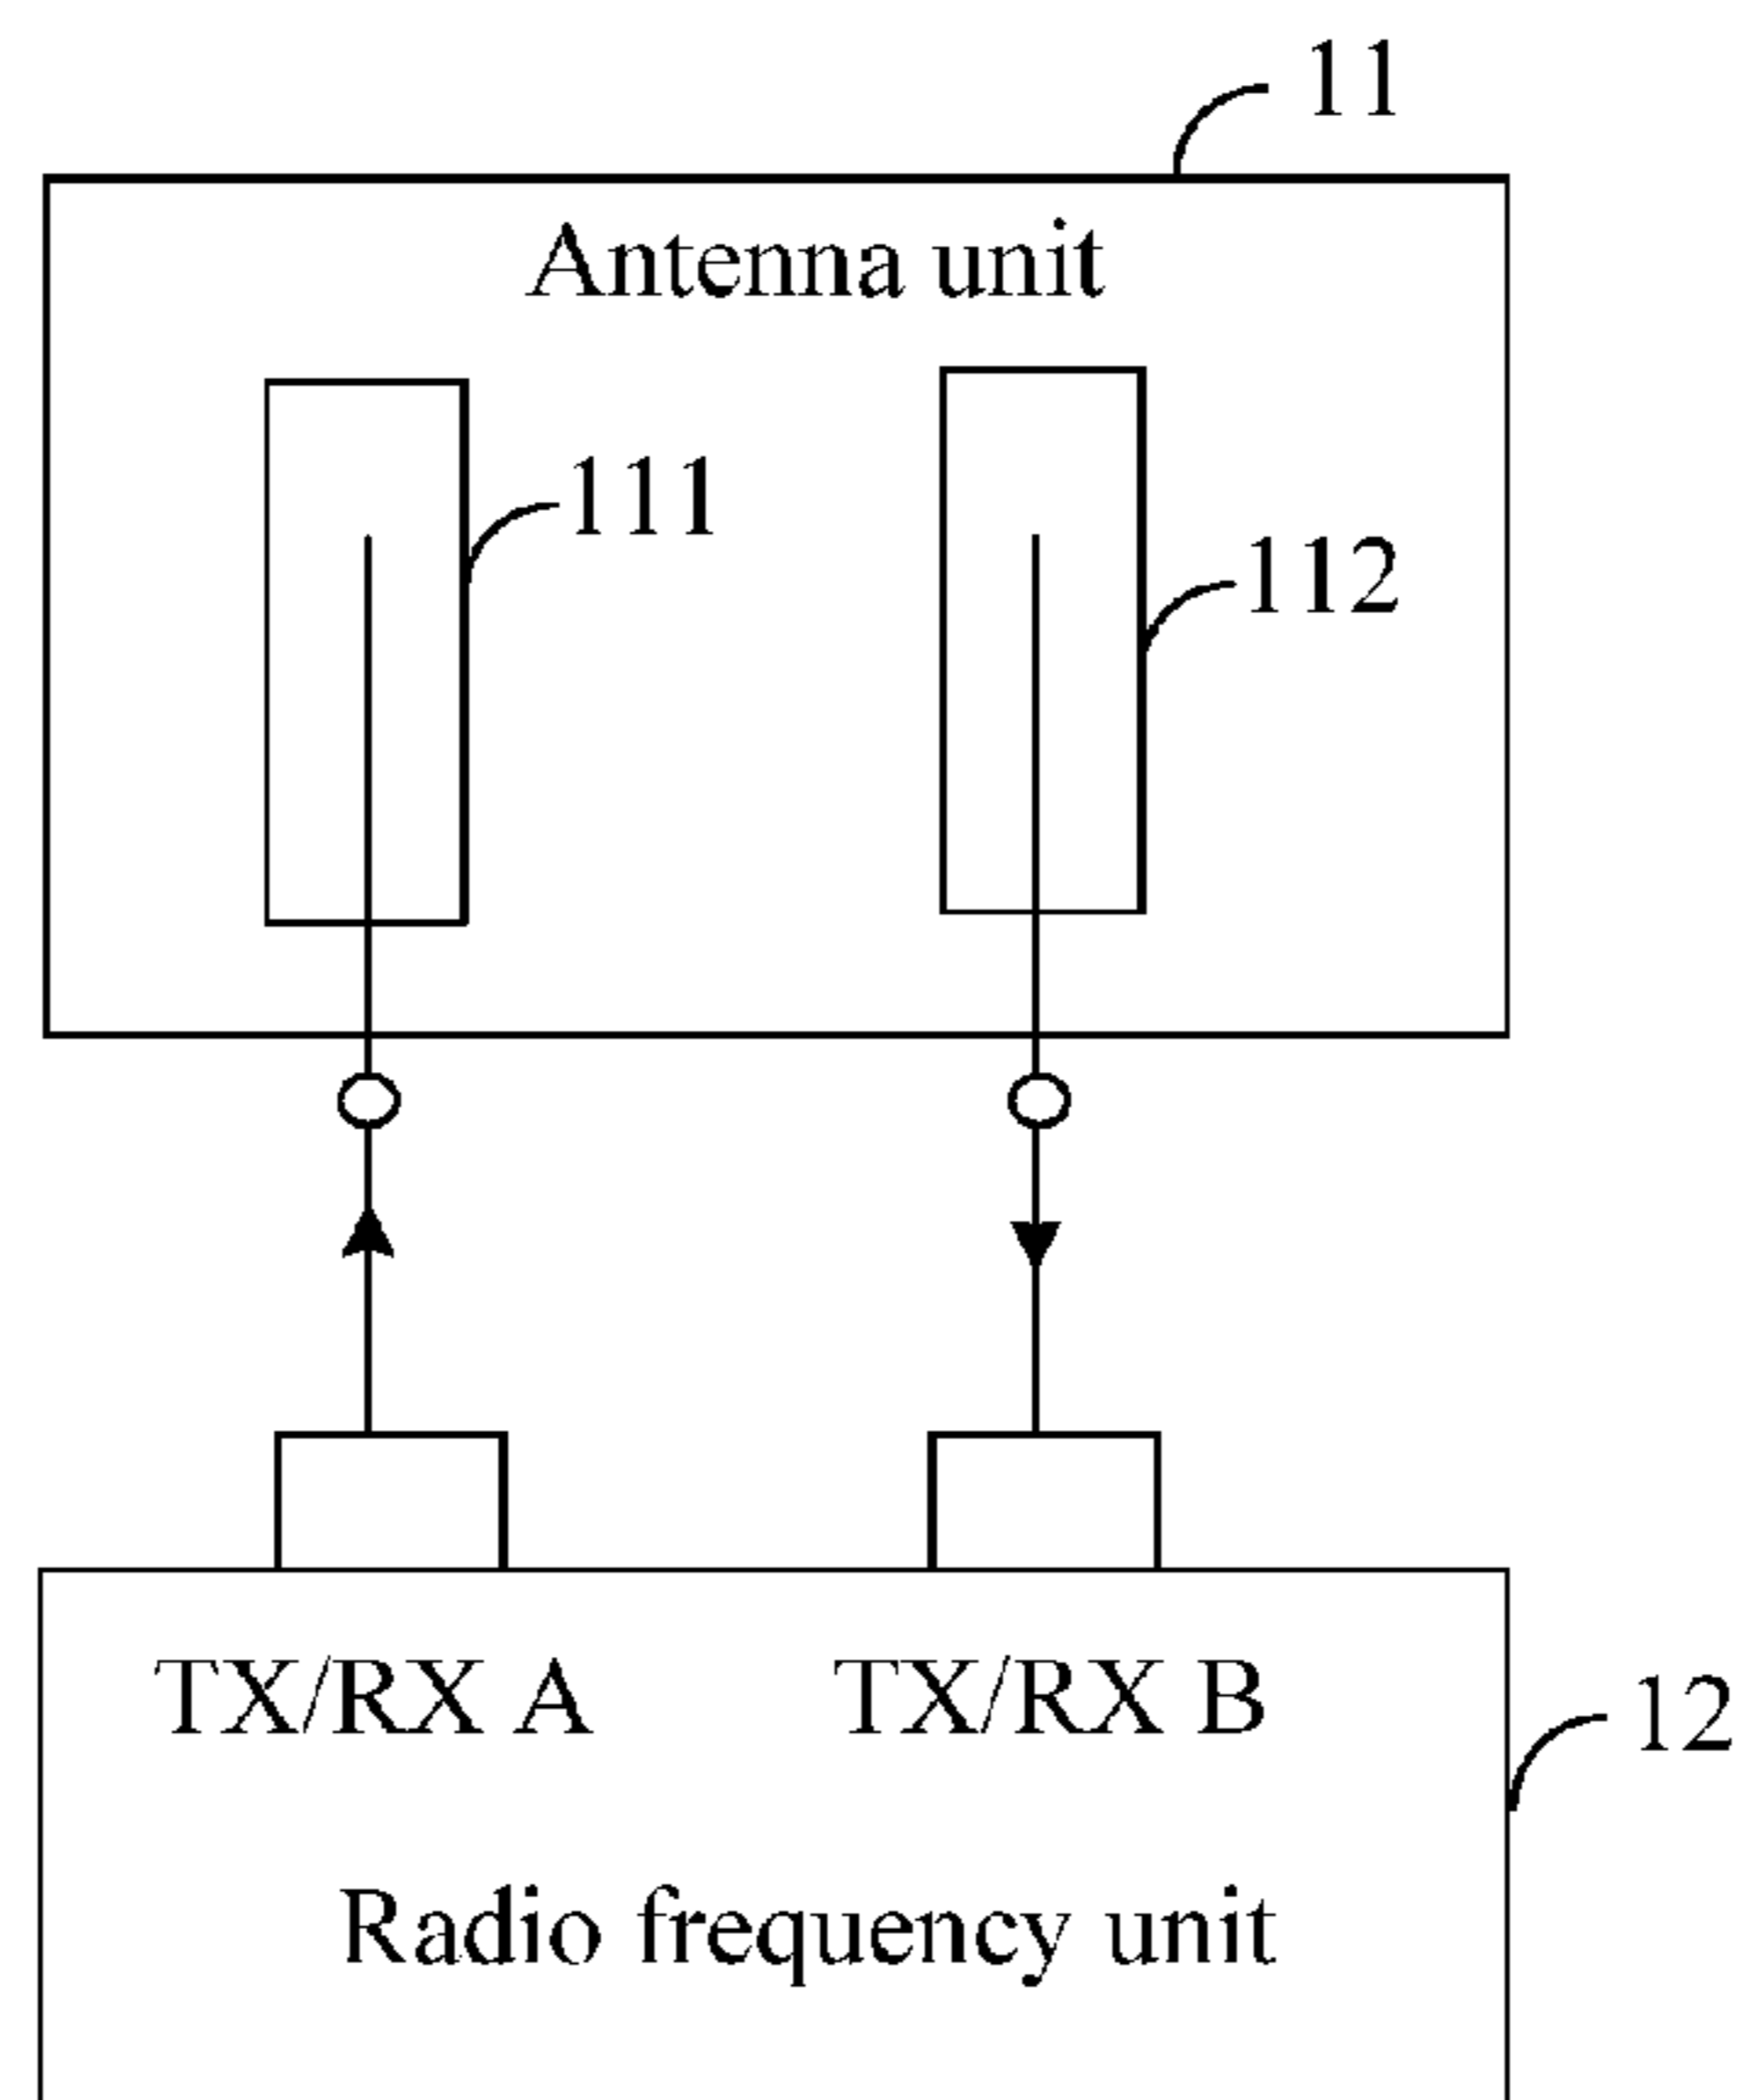 11
Antenna unit
111
112
TX/RX A
TX/RX B
12
Radio frequency unit